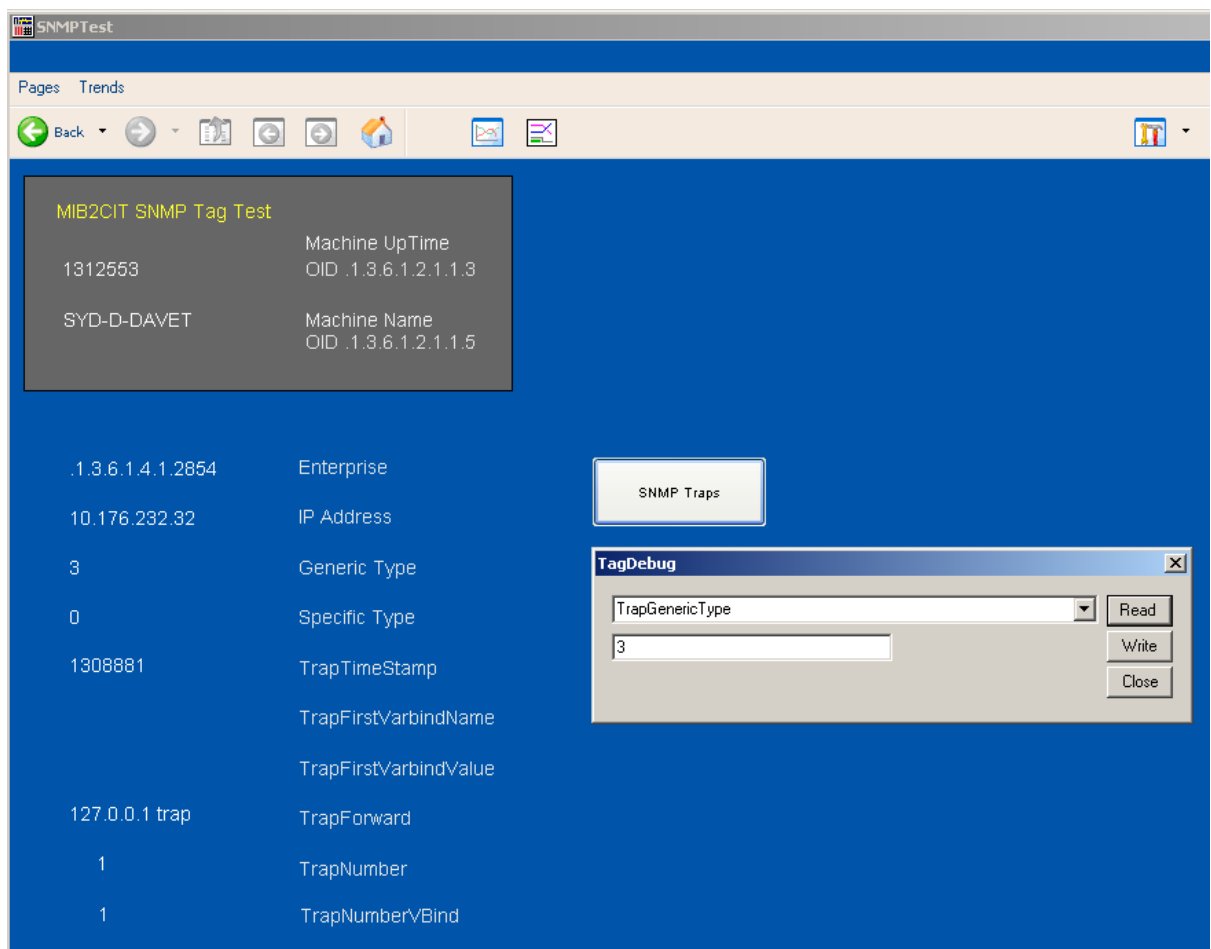 SNMPTest
Pages Trends
Back
MIB2CIT SNMP Tag Test
Machine UpTime
1312553 OID .1.3.6.1.2.1.1.3
SYD-D-DAVET Machine Name
OID .1.3.6.1.2.1.1.5
.1.3.6.1.4.1.2854 Enterprise
SNMP Traps
10.176.232.32 IP Address
3 Generic Type
TagDebug
TrapGenericType Read
0 Specific Type
3 Write
1308881 TrapTimeStamp
Close
TrapFirstVarbindName
TrapFirstVarbindValue
127.0.0.1 trap TrapForward
1 TrapNumber
1 TrapNumberVBind